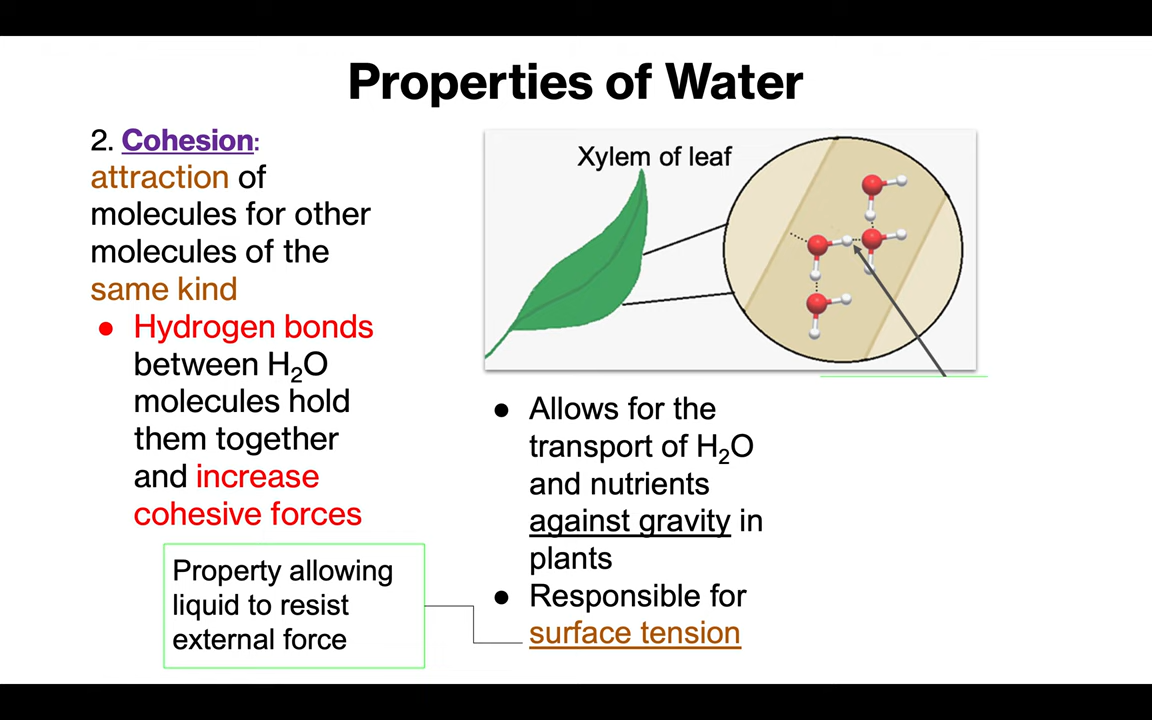 Properties of Water
2. Cohesion:
attraction of
molecules for other
molecules of the
same kind
● Hydrogen bonds
between H₂O
molecules hold
them together
and increase
cohesive forces
Property allowing
liquid to resist
external force
Xylem of leaf
● Allows for the
transport of H₂O
and nutrients
against gravity in
plants
● Responsible for
surface tension